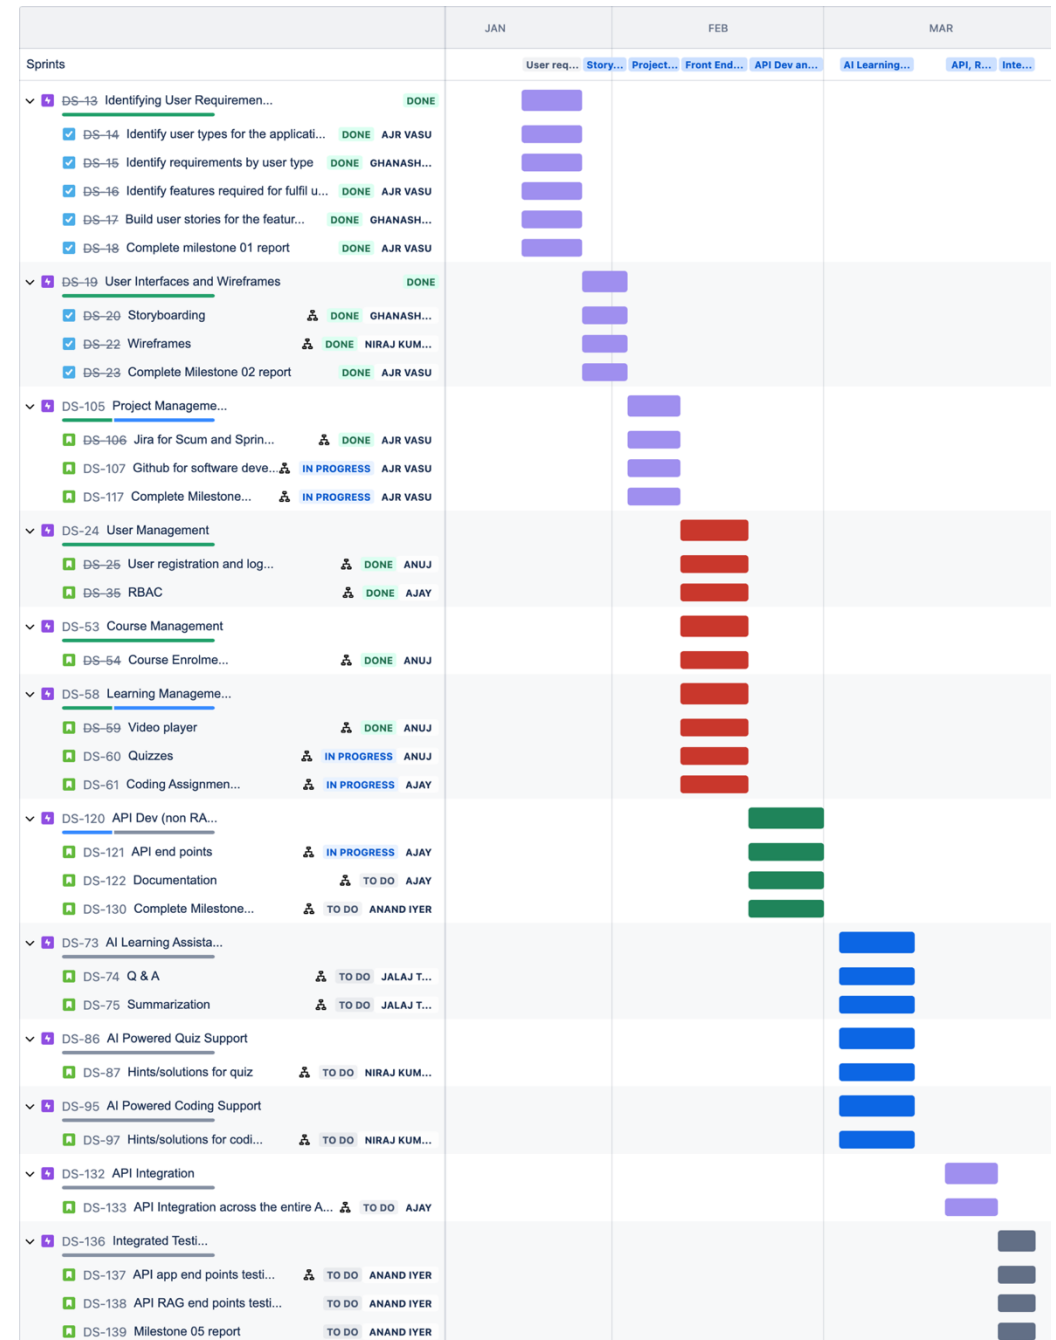 JAN FEB MAR
Sprints User req... Story... Project... Front End... API Dev an... AI Learning... API, R... Inte...
DS-13 Identifying User Requiremen... DONE
DS-14 Identify user types for the applicati... DONE AJR VASU
DS-15 Identify requirements by user type DONE GHANASH...
DS-16 Identify features required for fulfil u... DONE AJR VASU
DS-17 Build user stories for the featur... DONE GHANASH...
DS-18 Complete milestone 01 report DONE AJR VASU
DS-19 User Interfaces and Wireframes DONE
DS-20 Storyboarding DONE GHANASH...
DS-22 Wireframes DONE NIRAJ KUM...
DS-23 Complete Milestone 02 report DONE AJR VASU
DS-105 Project Manageme...
DS-106 Jira for Scum and Sprin... DONE AJR VASU
DS-107 Github for software deve... IN PROGRESS AJR VASU
DS-117 Complete Milestone... IN PROGRESS AJR VASU
DS-24 User Management
DS-25 User registration and log... DONE ANUJ
DS-35 RBAC DONE AJAY
DS-53 Course Management
DS-54 Course Enrolme... DONE ANUJ
DS-58 Learning Manageme...
DS-59 Video player DONE ANUJ
DS-60 Quizzes IN PROGRESS ANUJ
DS-61 Coding Assignmen... IN PROGRESS AJAY
DS-120 API Dev (non RA...
DS-121 API end points IN PROGRESS AJAY
DS-122 Documentation TO DO AJAY
DS-130 Complete Milestone... TO DO ANAND IYER
DS-73 AI Learning Assista...
DS-74 Q & A TO DO JALAJ T...
DS-75 Summarization TO DO JALAJ T...
DS-86 AI Powered Quiz Support
DS-87 Hints/solutions for quiz TO DO NIRAJ KUM...
DS-95 AI Powered Coding Support
DS-97 Hints/solutions for codi... TO DO NIRAJ KUM...
DS-132 API Integration
DS-133 API Integration across the entire A... TO DO AJAY
DS-136 Integrated Testi...
DS-137 API app end points testi... TO DO ANAND IYER
DS-138 API RAG end points testi... TO DO ANAND IYER
DS-139 Milestone 05 report TO DO ANAND IYER